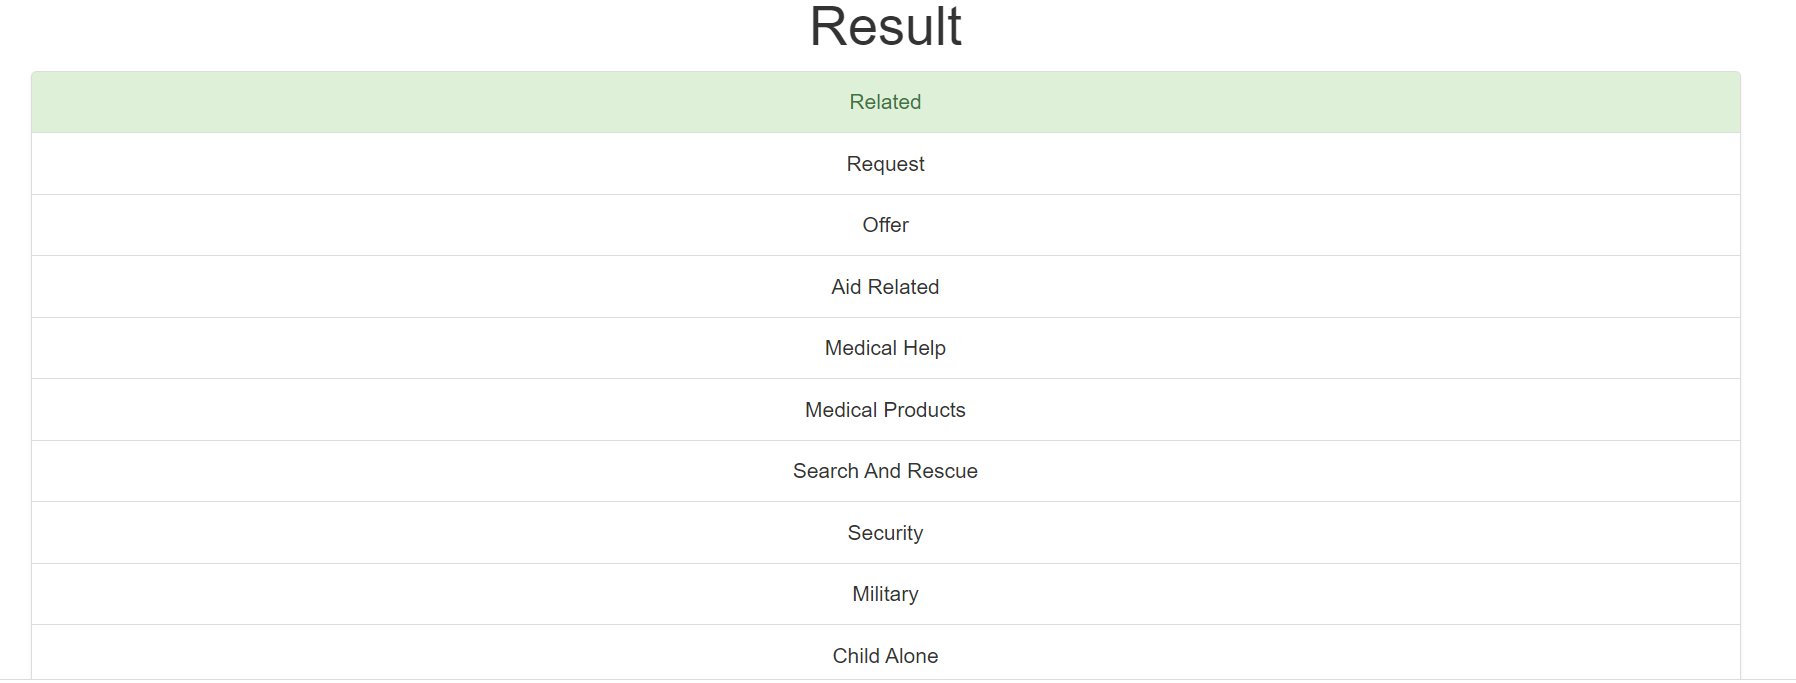 Result
Related
Request
Offer
Aid Related
Medical Help
Medical Products
Search And Rescue
Security
Military
Child Alone